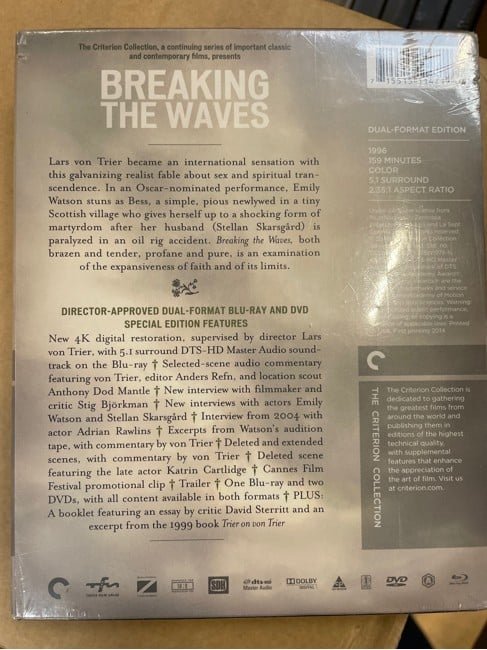 The Criterion Collection, a continuing series of important classic
and contemporary films, presents
BREAKING
THE WAVES
Lars von Trier became an international sensation with
this galvanizing realist fable about sex and spiritual tran-
scendence. In an Oscar-nominated performance, Emily
Watson stuns as Bess, a simple, pious newlywed in a tiny
Scottish village who gives herself up to a shocking form of
martyrdom after her husband (Stellan Skarsgård) is
paralyzed in an oil rig accident. Breaking the Waves, both
brazen and tender, profane and pure, is an examination
of the expansiveness of faith and of its limits.
DIRECTOR-APPROVED DUAL-FORMAT BLU-RAY AND DVD
SPECIAL EDITION FEATURES
New 4K digital restoration, supervised by director Lars
von Trier, with 5.1 surround DTS-HD Master Audio sound-
track on the Blu-ray † Selected-scene audio commentary
featuring von Trier, editor Anders Refn, and location scout
Anthony Dod Mantle † New interview with filmmaker and
critic Stig Björkman † New interviews with actors Emily
Watson and Stellan Skarsgård † Interview from 2004 with
actor Adrian Rawlins † Excerpts from Watson's audition
tape, with commentary by von Trier † Deleted and extended
scenes, with commentary by von Trier † Deleted scene
featuring the late actor Katrin Cartlidge † Cannes Film
Festival promotional clip † Trailer † One Blu-ray and two
DVDs, with all content available in both formats † PLUS:
A booklet featuring an essay by critic David Sterritt and an
excerpt from the 1999 book Trier on von Trier
DUAL-FORMAT EDITION
1996
159 MINUTES
COLOR
5.1 SURROUND
2.35:1 ASPECT RATIO
First printing 2014
THE CRITERION COLLECTION
The Criterion Collection is
dedicated to gathering
the greatest films from
around the world and
publishing them in
editions of the highest
technical quality,
with supplemental
features that enhance
the appreciation of
the art of film. Visit us
at criterion.com.
SDH
dts-HD
Master Audio
DOLBY
DIGITAL
DVD